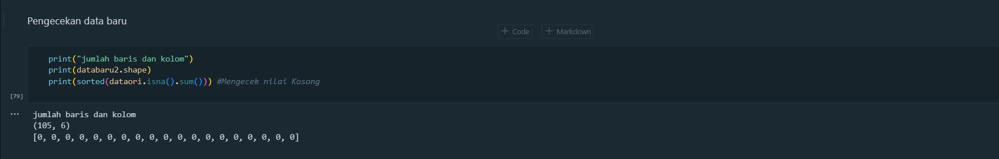 Pengecekan data baru
+ Code + Markdown
print("jumlah baris dan kolom")
print(databaru2.shape)
print(sorted(dataori.isna().sum())) #Mengecek nilai Kosong
[79]
... jumlah baris dan kolom
(105, 6)
[0, 0, 0, 0, 0, 0, 0, 0, 0, 0, 0, 0, 0, 0, 0, 0, 0, 0, 0]